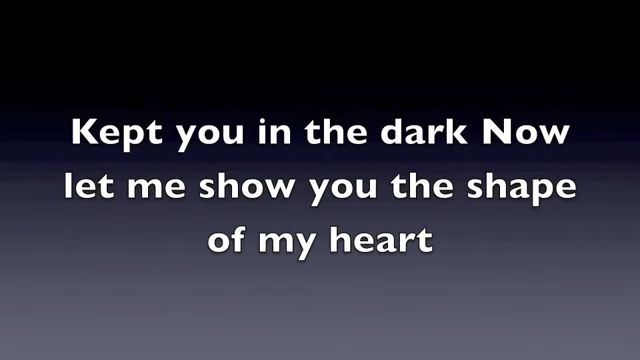 Kept you in the dark Now
let me show you the shape
of my heart